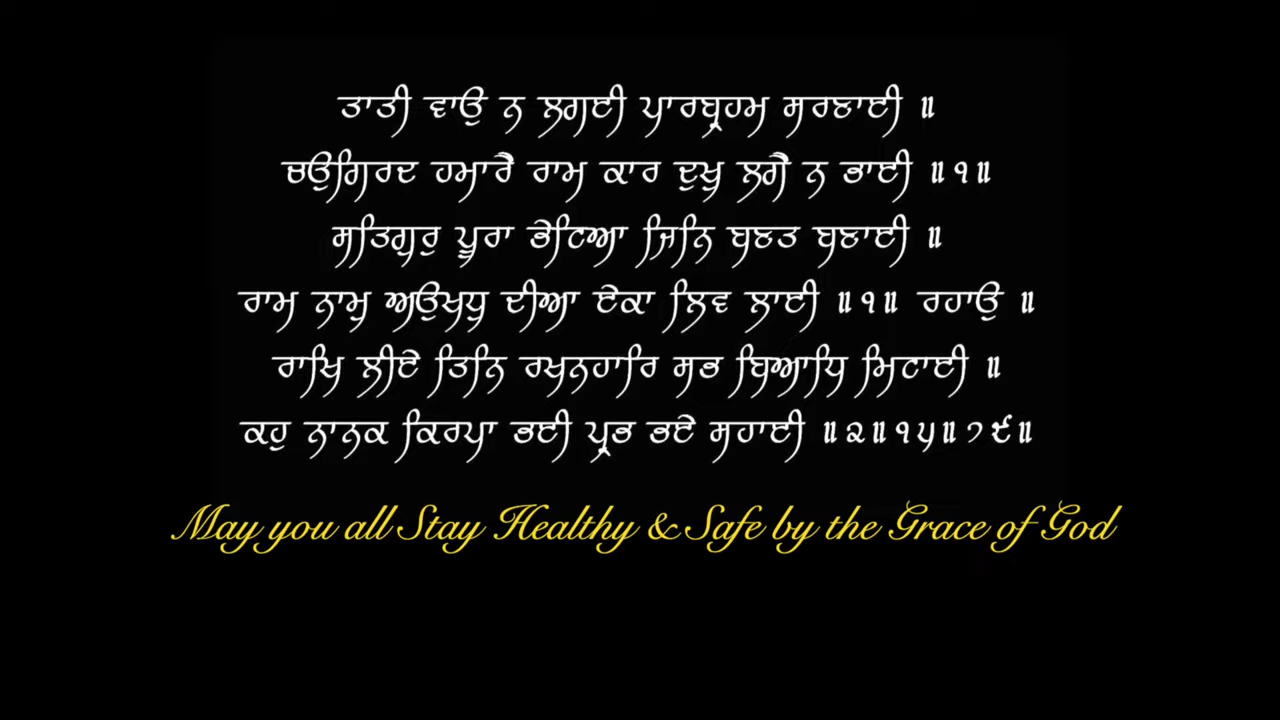 ਤਾਤੀ ਵਾਉ ਨ ਲਗਈ ਪਾਰਬ੍ਰਹਮ ਸਰਣਾਈ ॥
ਚਉਗਿਰਦ ਹਮਾਰੈ ਰਾਮ ਕਾਰ ਦੁਖੁ ਲਗੈ ਨ ਭਾਈ ॥੧॥
ਸਤਿਗੁਰੁ ਪੂਰਾ ਭੇਟਿਆ ਜਿਨਿ ਬਣਤ ਬਣਾਈ ॥
ਰਾਮ ਨਾਮੁ ਅਉਖਧੁ ਦੀਆ ਏਕਾ ਲਿਵ ਲਾਈ ॥੧॥ ਰਹਾਉ ॥
ਰਾਖਿ ਲੀਏ ਤਿਨਿ ਰਖਨਹਾਰਿ ਸਭ ਬਿਆਧਿ ਮਿਟਾਈ ॥
ਕਹੁ ਨਾਨਕ ਕਿਰਪਾ ਭਈ ਪ੍ਰਭ ਭਏ ਸਹਾਈ ॥੨॥੧੫॥੭੯॥
May you all Stay Healthy & Safe by the Grace of God